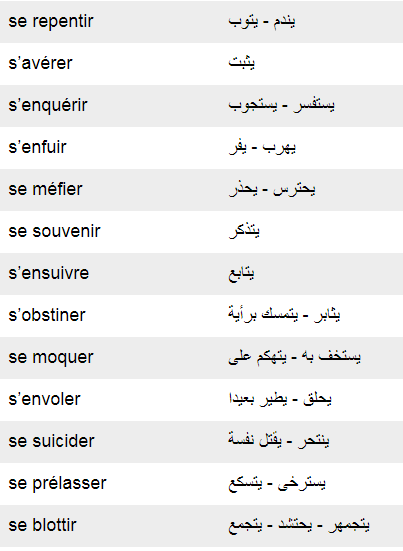 se repentir يندم - يتوب
s’avérer يثبت
s’enquérir يستفسر - يستجوب
s’enfuir يهرب - يفر
se méfier يحترس - يحذر
se souvenir يتذكر
s’ensuivre يتابع
s’obstiner يثابر - يتمسك برأية
se moquer يستخف به - يتهكم على
s’envoler يحلق - يطير بعيدا
se suicider ينتحر - يقتل نفسة
se prélasser يسترخى - يتسكع
se blottir يتجمهر - يحتشد - يتجمع